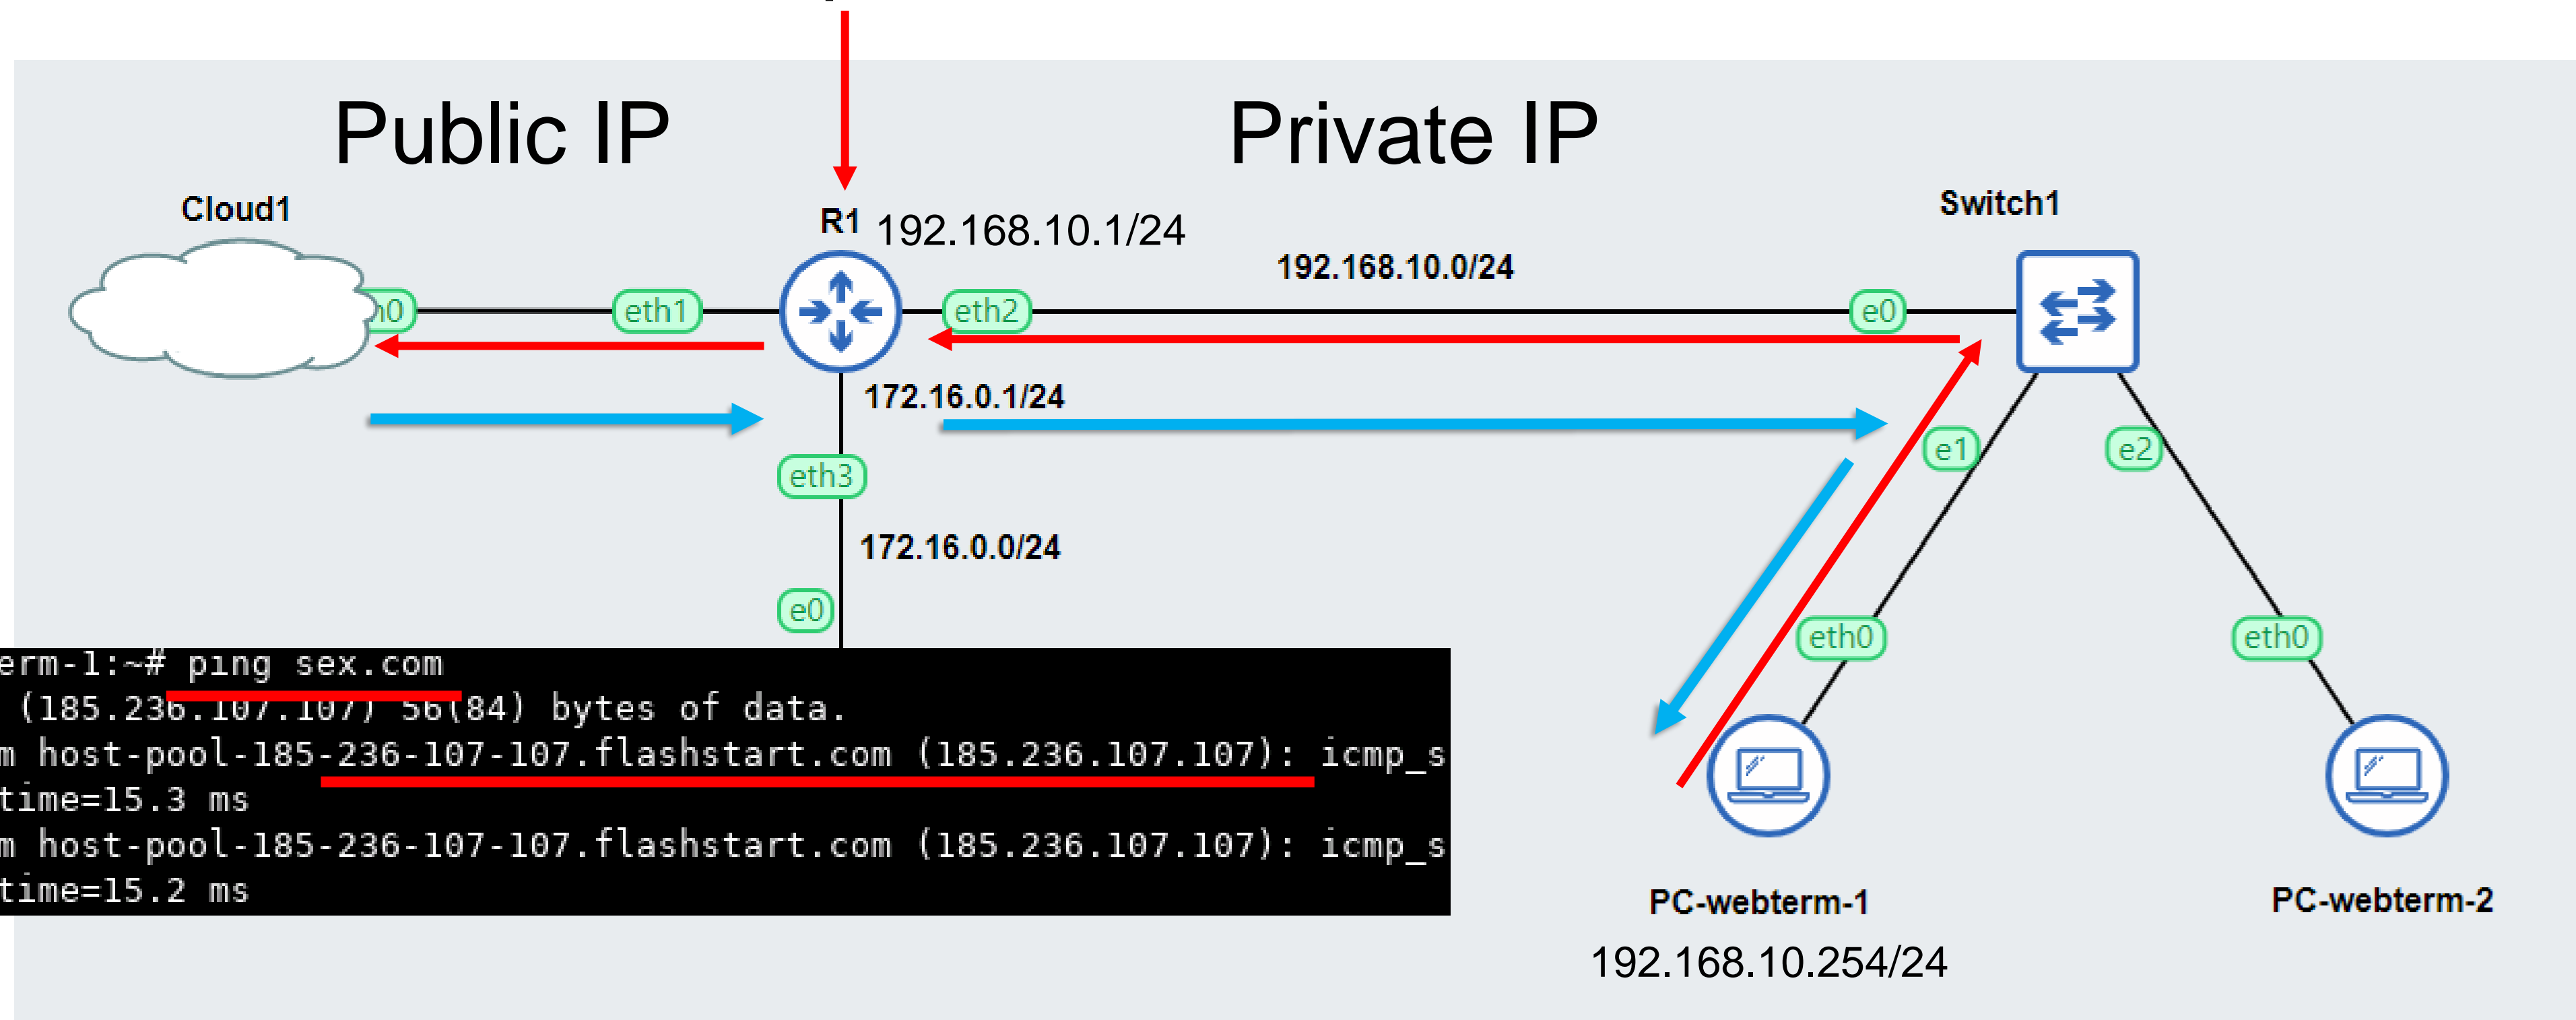 Public IP
Private IP
Cloud1
R1 192.168.10.1/24
Switch1
192.168.10.0/24
eth1
eth2
e0
172.16.0.1/24
e1
e2
eth3
172.16.0.0/24
e0
eth0
eth0
erm-1:~# ping sex.com
(185.236.107.107) 56(84) bytes of data.
m host-pool-185-236-107-107.flashstart.com (185.236.107.107): icmp_s
time=15.3 ms
m host-pool-185-236-107-107.flashstart.com (185.236.107.107): icmp_s
time=15.2 ms
PC-webterm-1
PC-webterm-2
192.168.10.254/24